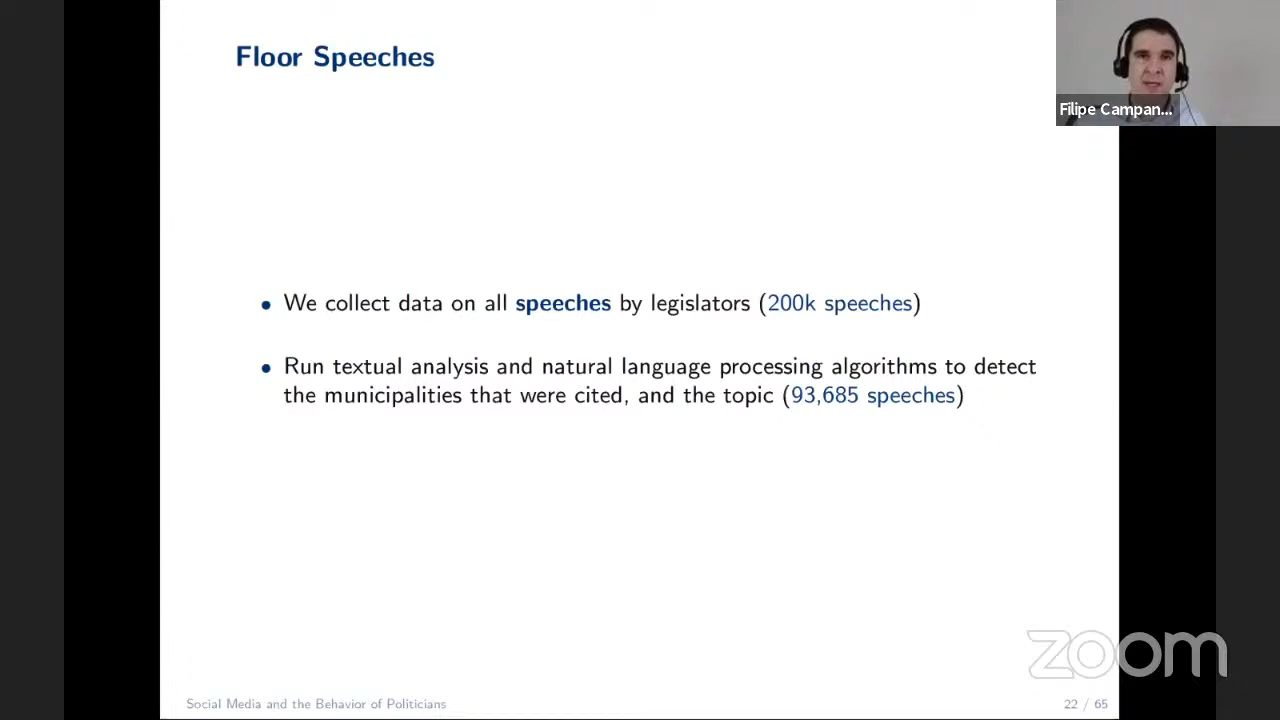 Floor Speeches
Filipe Campan...
• We collect data on all speeches by legislators (200k speeches)
• Run textual analysis and natural language processing algorithms to detect
the municipalities that were cited, and the topic (93,685 speeches)
zoom
Social Media and the Behavior of Politicians
22 / 65